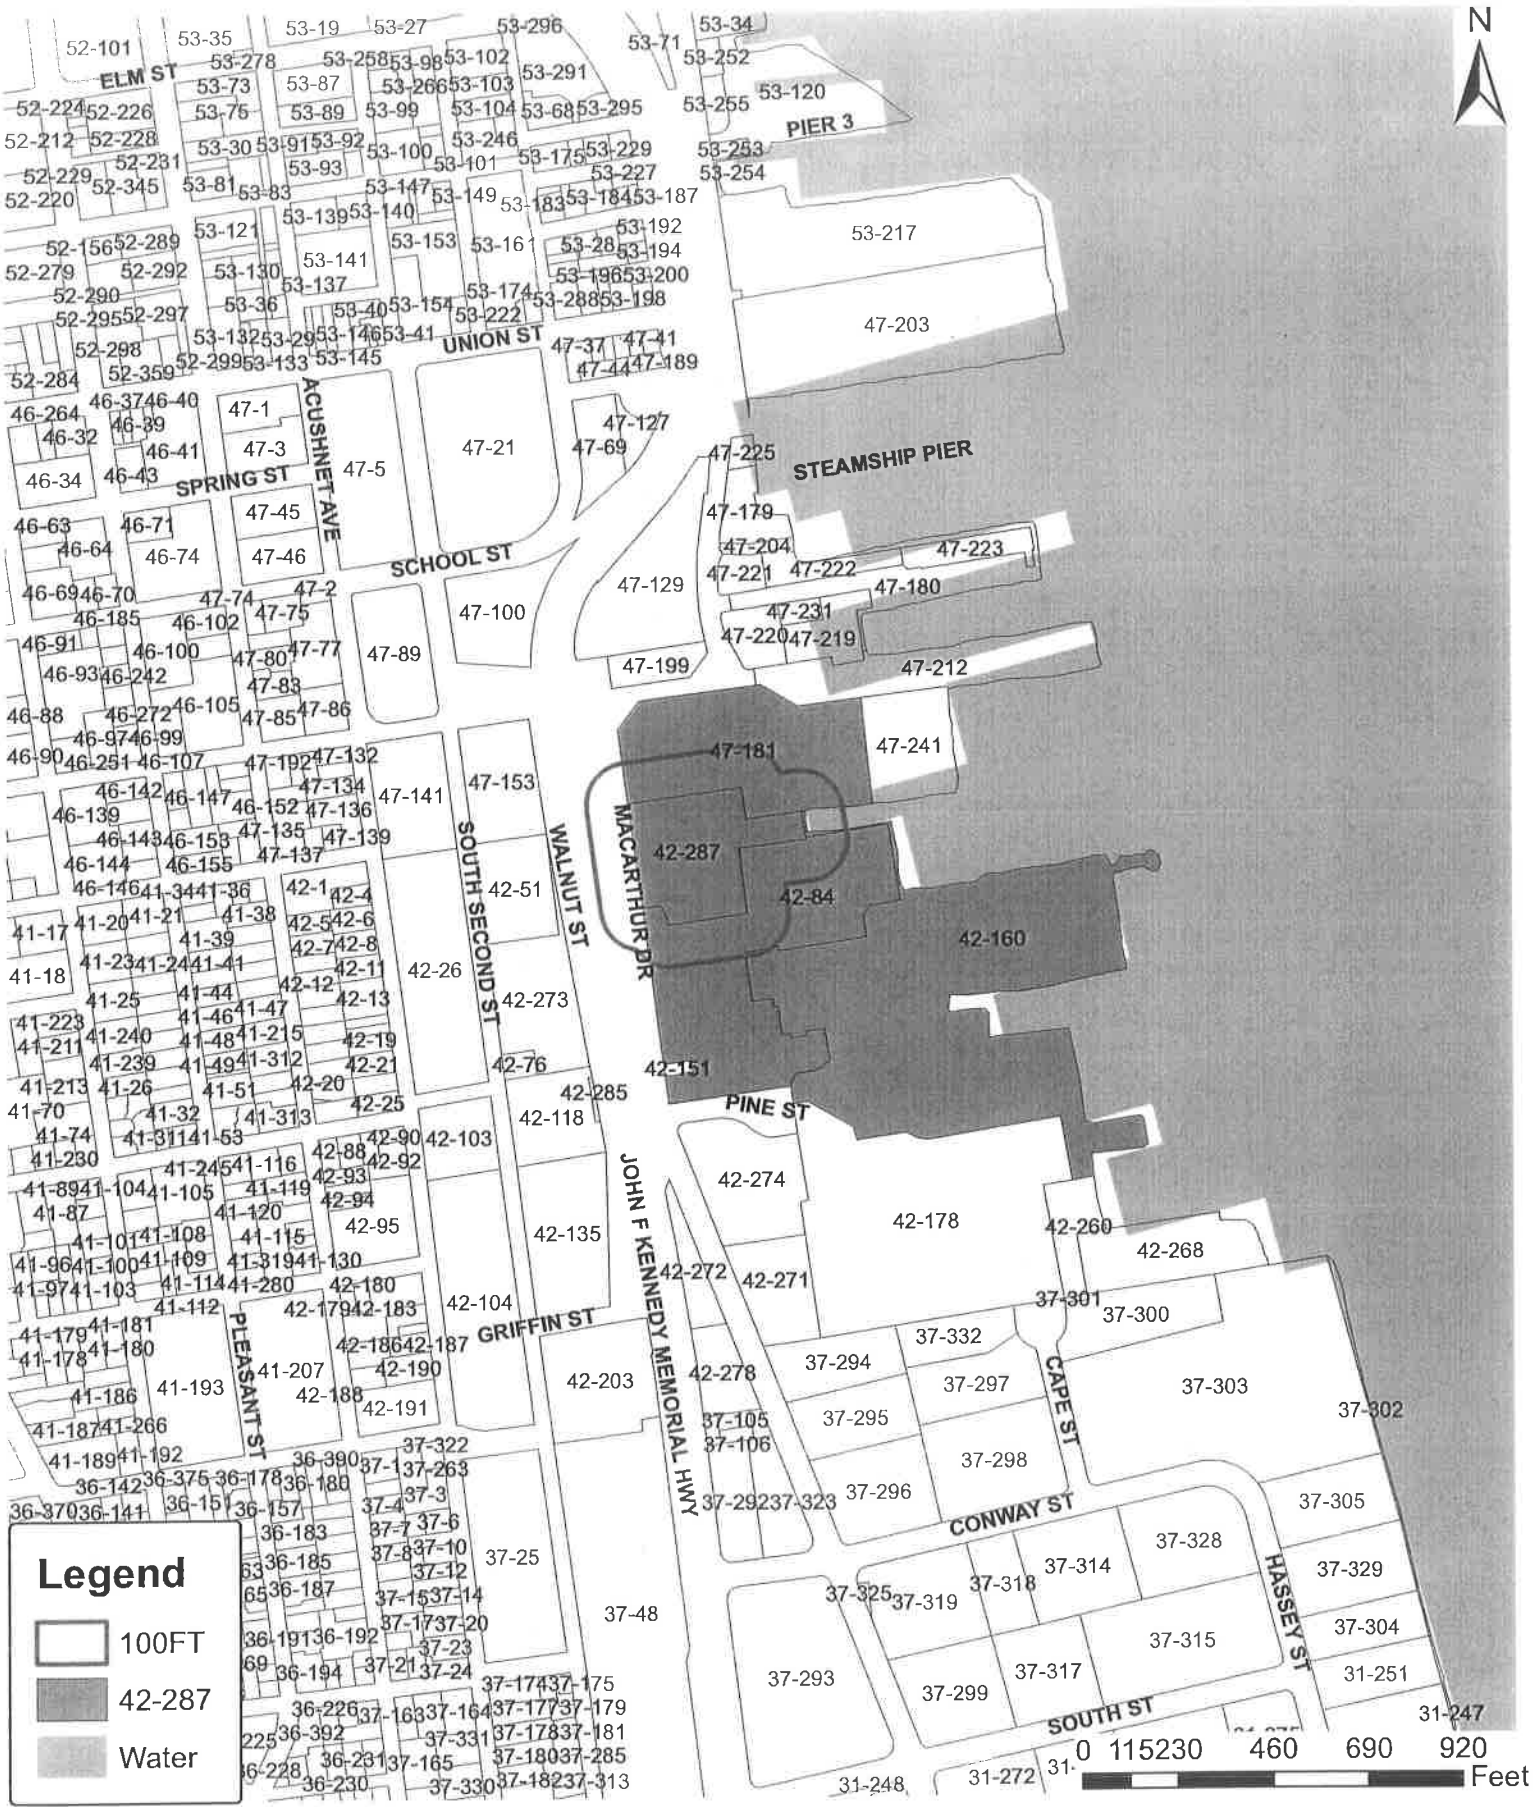 53-19 53-27 53-296 53-34 N
52-101 53-35 53-71
ELM ST 53-278 53-258 53-98 53-102 53-252
53-73 53-87 53-266 53-103 53-291 53-120
52-224 52-226 53-75 53-89 53-99 53-104 53-68 53-295 53-255
PIER 3
52-212 52-228 53-30 53-91 53-92 53-100 53-246 53-175 53-229 53-253
52-231 53-93 53-101 53-227 53-254
52-229 52-345 53-81 53-83 53-147 53-149 53-183 53-184 53-187
52-220 53-139 53-140
53-121 53-192 53-217
52-156 52-289 53-141 53-153 53-161 53-28 53-194
52-279 52-292 53-130 53-137 53-196 53-200
52-290 53-36 53-40 53-154 53-174 53-288 53-198
52-295 52-297 53-222 47-203
53-132 53-29 53-146 53-41 UNION ST 47-37 47-41
52-298 52-299 53-133 53-145 47-44 47-189
52-284 52-359
46-264 46-37 46-40 47-1 ACUSHNET AVE
46-32 46-39 47-127
46-41 47-3 47-5 47-21 47-69 47-225 STEAMSHIP PIER
46-34 46-43 SPRING ST
46-63 46-71 47-45 47-179
46-64 46-74 47-46 SCHOOL ST 47-204 47-223
47-129 47-221 47-222
46-69 46-70 47-74 47-2 47-180
46-185 46-102 47-75 47-100 47-231
46-91 46-100 47-80 47-77 47-89 47-220 47-219
46-93 46-242 47-83 47-199 47-212
46-88 46-272 46-105 47-85 47-86
46-97 46-99 47-181 47-241
46-90 46-251 46-107 47-192 47-132
46-142 46-147 47-134 47-141 47-153
46-139 46-152 47-136
46-143 46-153 47-135 47-139 SOUTH SECOND ST WALNUT ST MACARTHUR DR
46-144 46-155 47-137 42-287
46-146 41-34 41-36 42-1 42-4 42-51 42-84
41-17 41-20 41-21 41-38 42-5 42-6
41-39 42-7 42-8 42-160
41-18 41-23 41-24 41-41 42-11 42-26
41-25 41-44 42-12 42-13 42-273
41-223 41-46 41-47
41-211 41-240 41-48 41-215 42-19
41-239 41-49 41-312 42-21 42-76 42-151
41-213 41-26 41-51 42-20 42-285
41-70 41-32 41-313 42-25 42-118 PINE ST
41-74 41-311 41-53 42-90 42-103
41-230 41-245 41-116 42-88 42-92
41-89 41-104 41-105 41-119 42-93 42-274
41-87 41-120 42-94 JOHN F KENNEDY MEMORIAL HWY
41-101 41-108 41-115 42-95 42-135 42-178 42-260
41-96 41-100 41-109 41-319 41-130 42-268
41-97 41-103 41-114 41-280 42-180 42-272 42-271
41-112 42-179 42-183 42-104 37-301 37-300
41-179 41-181 PLEASANT ST GRIFFIN ST 37-332
41-178 41-180 42-186 42-187 42-278 37-294
41-193 41-207 42-190 42-203 37-297 CAPE ST 37-303
41-186 42-188 42-191 37-302
41-187 41-266 37-105 37-295
41-189 41-192 37-322 37-106
36-142 36-375 36-178 36-390 37-1 37-263 37-298
36-180 37-3 37-296
36-370 36-141 36-151 36-157 37-4 37-292 37-323 37-305
36-183 37-7 37-6 CONWAY ST
37-8 37-10 37-25 37-328
Legend 36-185 37-12 37-314 HASSEY ST 37-329
36-187 37-15 37-14 37-325 37-319 37-318
37-17 37-20 37-48 37-304
100FT 36-191 36-192 37-23 37-315
36-194 37-21 37-24 37-293 37-317 31-251
42-287 37-174 37-175 37-299
36-226 37-163 37-164 37-177 37-179 SOUTH ST 31-247
36-392 37-331 37-178 37-181
Water 36-231 37-165 37-180 37-285 0 115 230 460 690 920
36-228 36-230 37-330 37-182 37-313 31-248 31-272 Feet